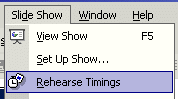 Slide Show Window Help
View Show F5
Set Up Show...
Rehearse Timings